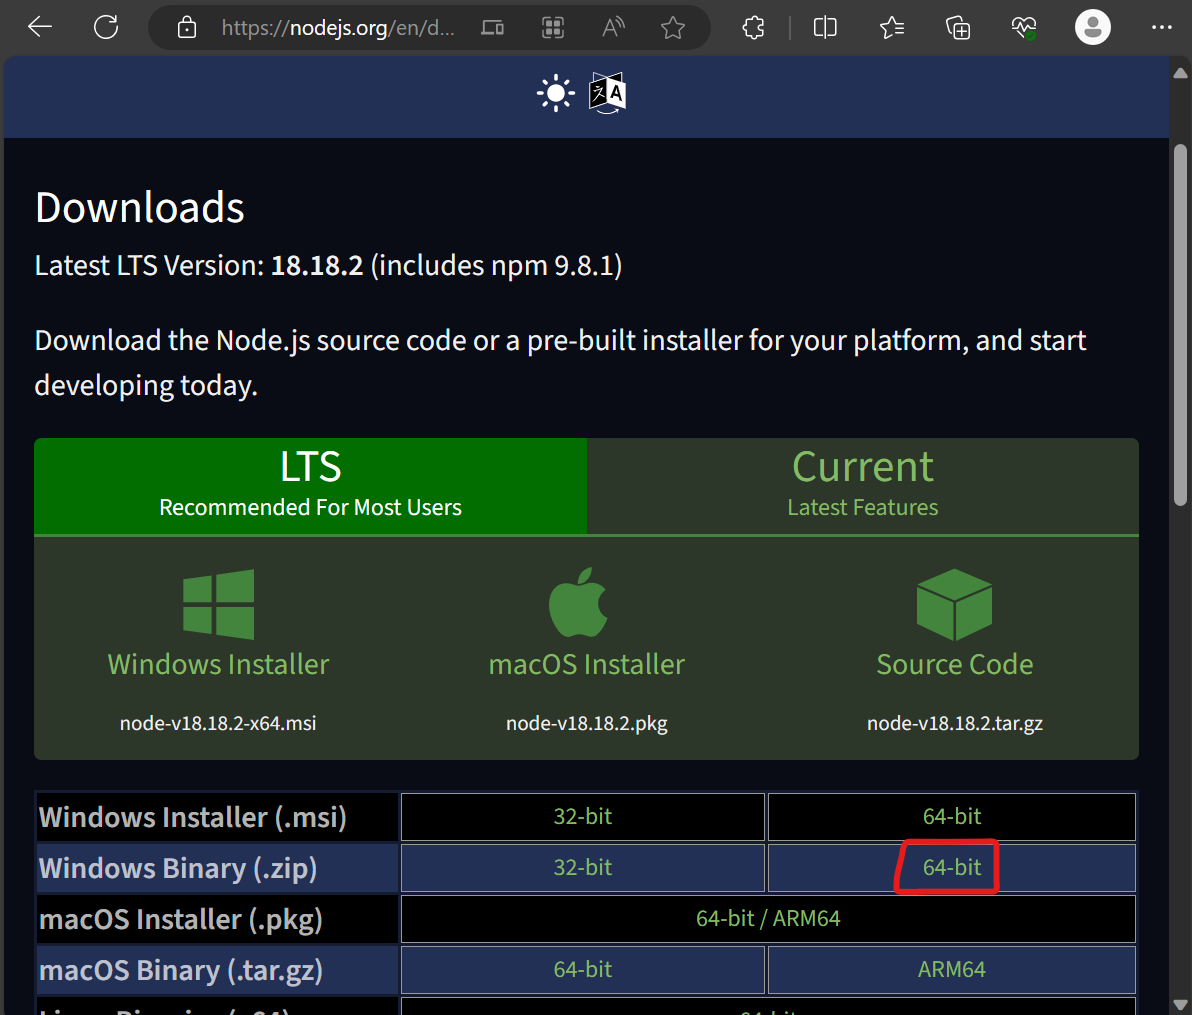 https://nodejs.org/en/d...
Downloads
Latest LTS Version: 18.18.2 (includes npm 9.8.1)
Download the Node.js source code or a pre-built installer for your platform, and start
developing today.
LTS
Recommended For Most Users
Current
Latest Features
Windows Installer
node-v18.18.2-x64.msi
macOS Installer
node-v18.18.2.pkg
Source Code
node-v18.18.2.tar.gz
Windows Installer (.msi) 32-bit 64-bit
Windows Binary (.zip) 32-bit 64-bit
macOS Installer (.pkg) 64-bit / ARM64
macOS Binary (.tar.gz) 64-bit ARM64